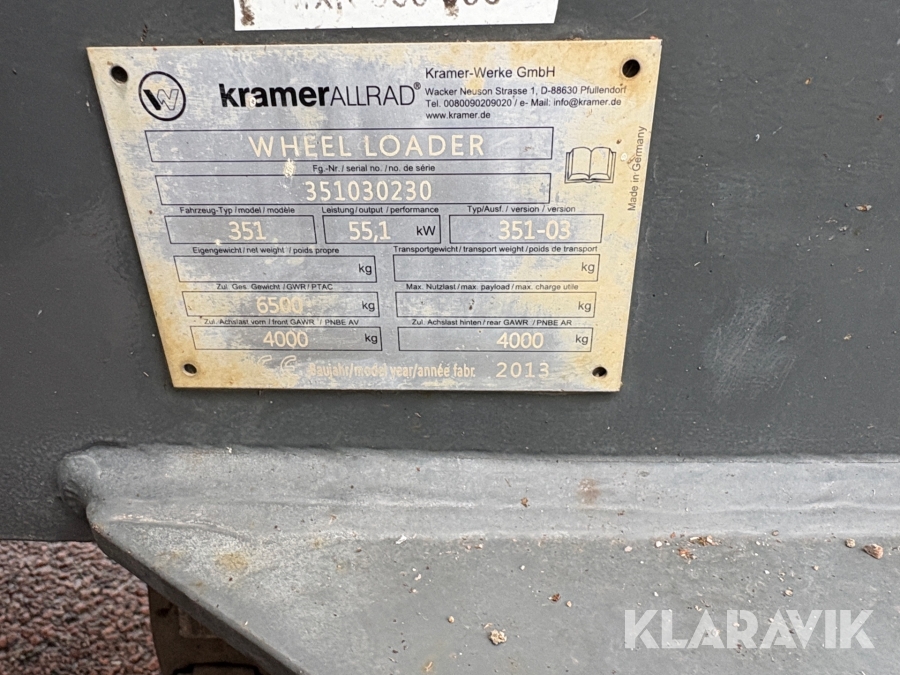 W
kramerALLRAD®
Kramer-Werke GmbH
Wacker Neuson Strasse 1, D-88630 Pfullendorf
Tel. 0080090209020 / e- Mail: info@kramer.de
www.kramer.de
WHEEL LOADER
Made in Germany
Fg.-Nr. / serial no. / no. de série
351030230
Fahrzeug-Typ / model / modèle
Leistung / output / performance
Typ/Ausf. / version / version
351
55,1 kW
351-03
Eigengewicht / net weight / poids propre
Transportgewicht / transport weight / poids de transport
kg
kg
Zul. Ges. Gewicht / GWR / PTAC
Max. Nutzlast / max. payload / max. charge utile
6500 kg
kg
Zul. Achslast vorn / front GAWR / PNBE AV
Zul. Achslast hinten / rear GAWR / PNBE AR
4000 kg
4000 kg
CE Baujahr/model year/année fabr. 2013
KLARAVIK